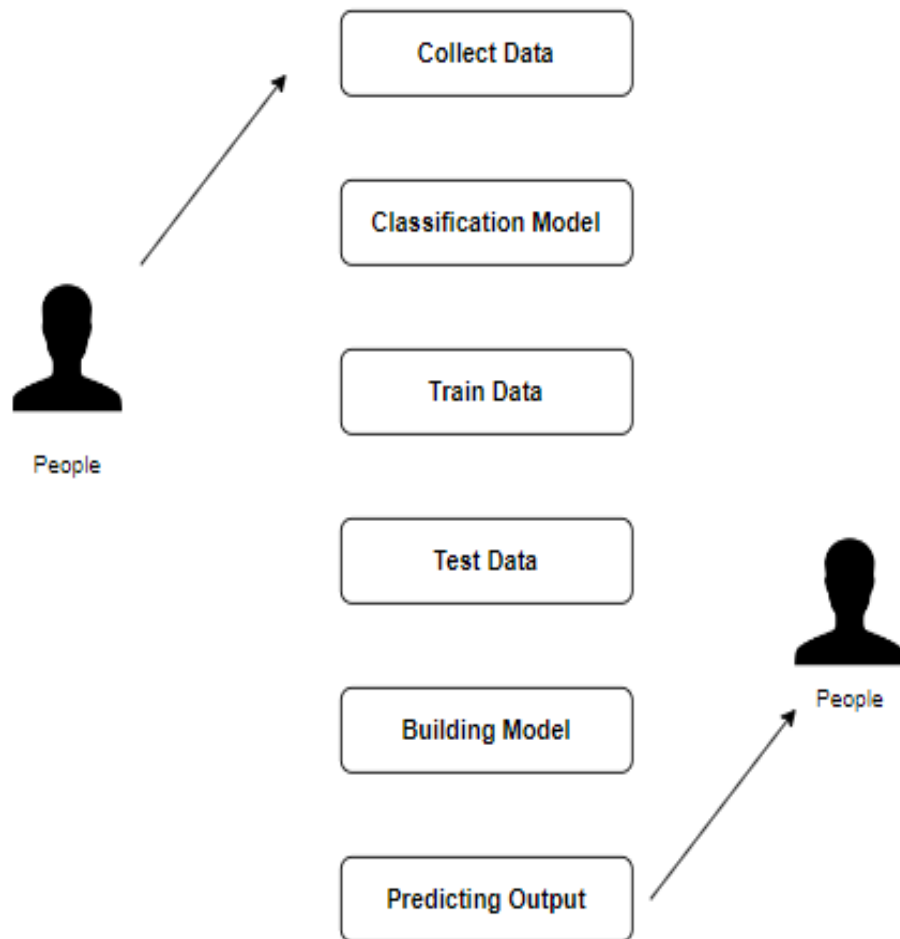 Collect Data
Classification Model
Train Data
People
Test Data
People
Building Model
Predicting Output